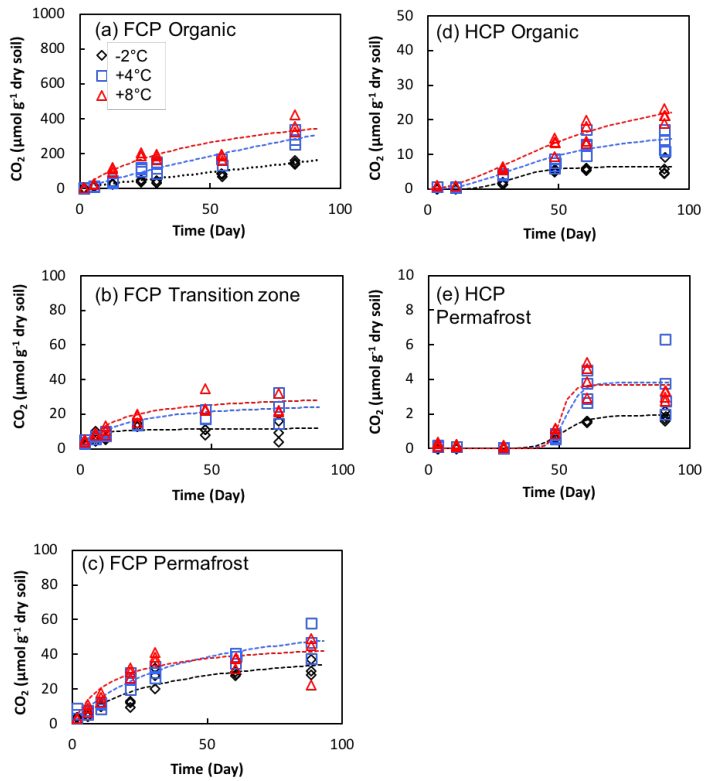 (a) FCP Organic
-2°C
+4°C
+8°C
1000
800
600
400
200
0
0
50
100
CO₂ (µmol g⁻¹ dry soil)
Time (Day)
(d) HCP Organic
50
40
30
20
10
0
0
50
100
CO₂ (µmol g⁻¹ dry soil)
Time (Day)
(b) FCP Transition zone
100
80
60
40
20
0
0
50
100
CO₂ (µmol g⁻¹ dry soil)
Time (Day)
(e) HCP
Permafrost
10
8
6
4
2
0
0
50
100
CO₂ (µmol g⁻¹ dry soil)
Time (Day)
(c) FCP Permafrost
100
80
60
40
20
0
0
50
100
CO₂ (µmol g⁻¹ dry soil)
Time (Day)